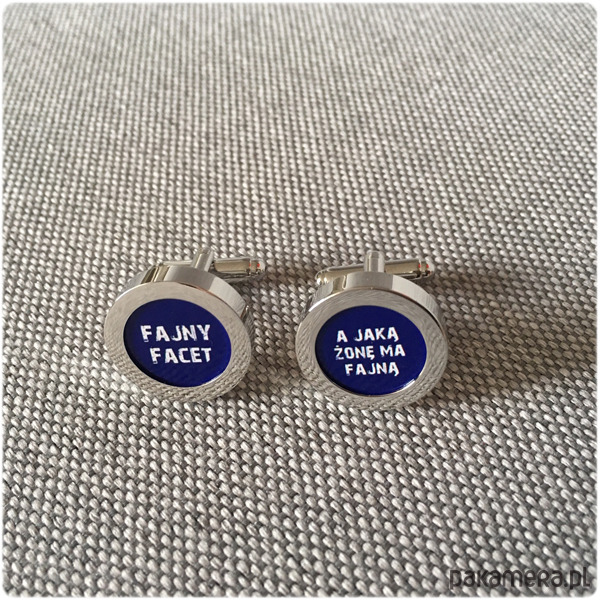 FAJNY
FACET
A JAKĄ
ŻONĘ MA
FAJNĄ
pakamera.pl